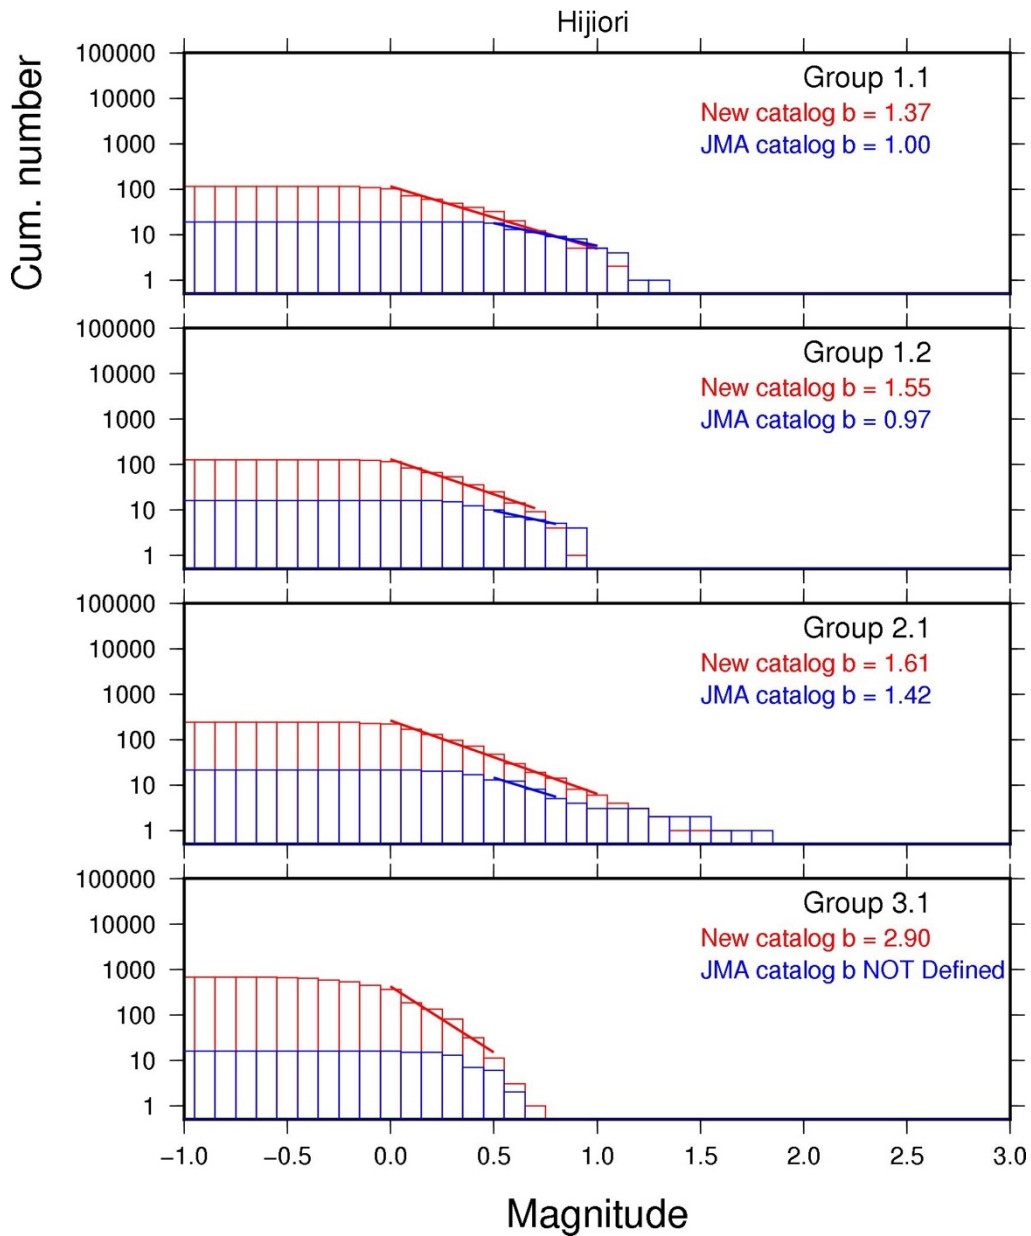 Hijiori
Cum. number
100000
10000
1000
100
10
1
Group 1.1
New catalog b = 1.37
JMA catalog b = 1.00
100000
10000
1000
100
10
1
Group 1.2
New catalog b = 1.55
JMA catalog b = 0.97
100000
10000
1000
100
10
1
Group 2.1
New catalog b = 1.61
JMA catalog b = 1.42
100000
10000
1000
100
10
1
Group 3.1
New catalog b = 2.90
JMA catalog b NOT Defined
−1.0 −0.5 0.0 0.5 1.0 1.5 2.0 2.5 3.0
Magnitude